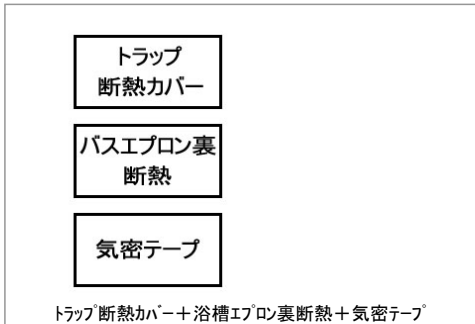 トラップ
断熱カバー
バスエプロン裏
断熱
気密テープ
ﾄﾗｯﾌﾟ断熱ｶﾊﾞｰ＋浴槽ｴﾌﾟﾛﾝ裏断熱＋気密ﾃｰﾌﾟ